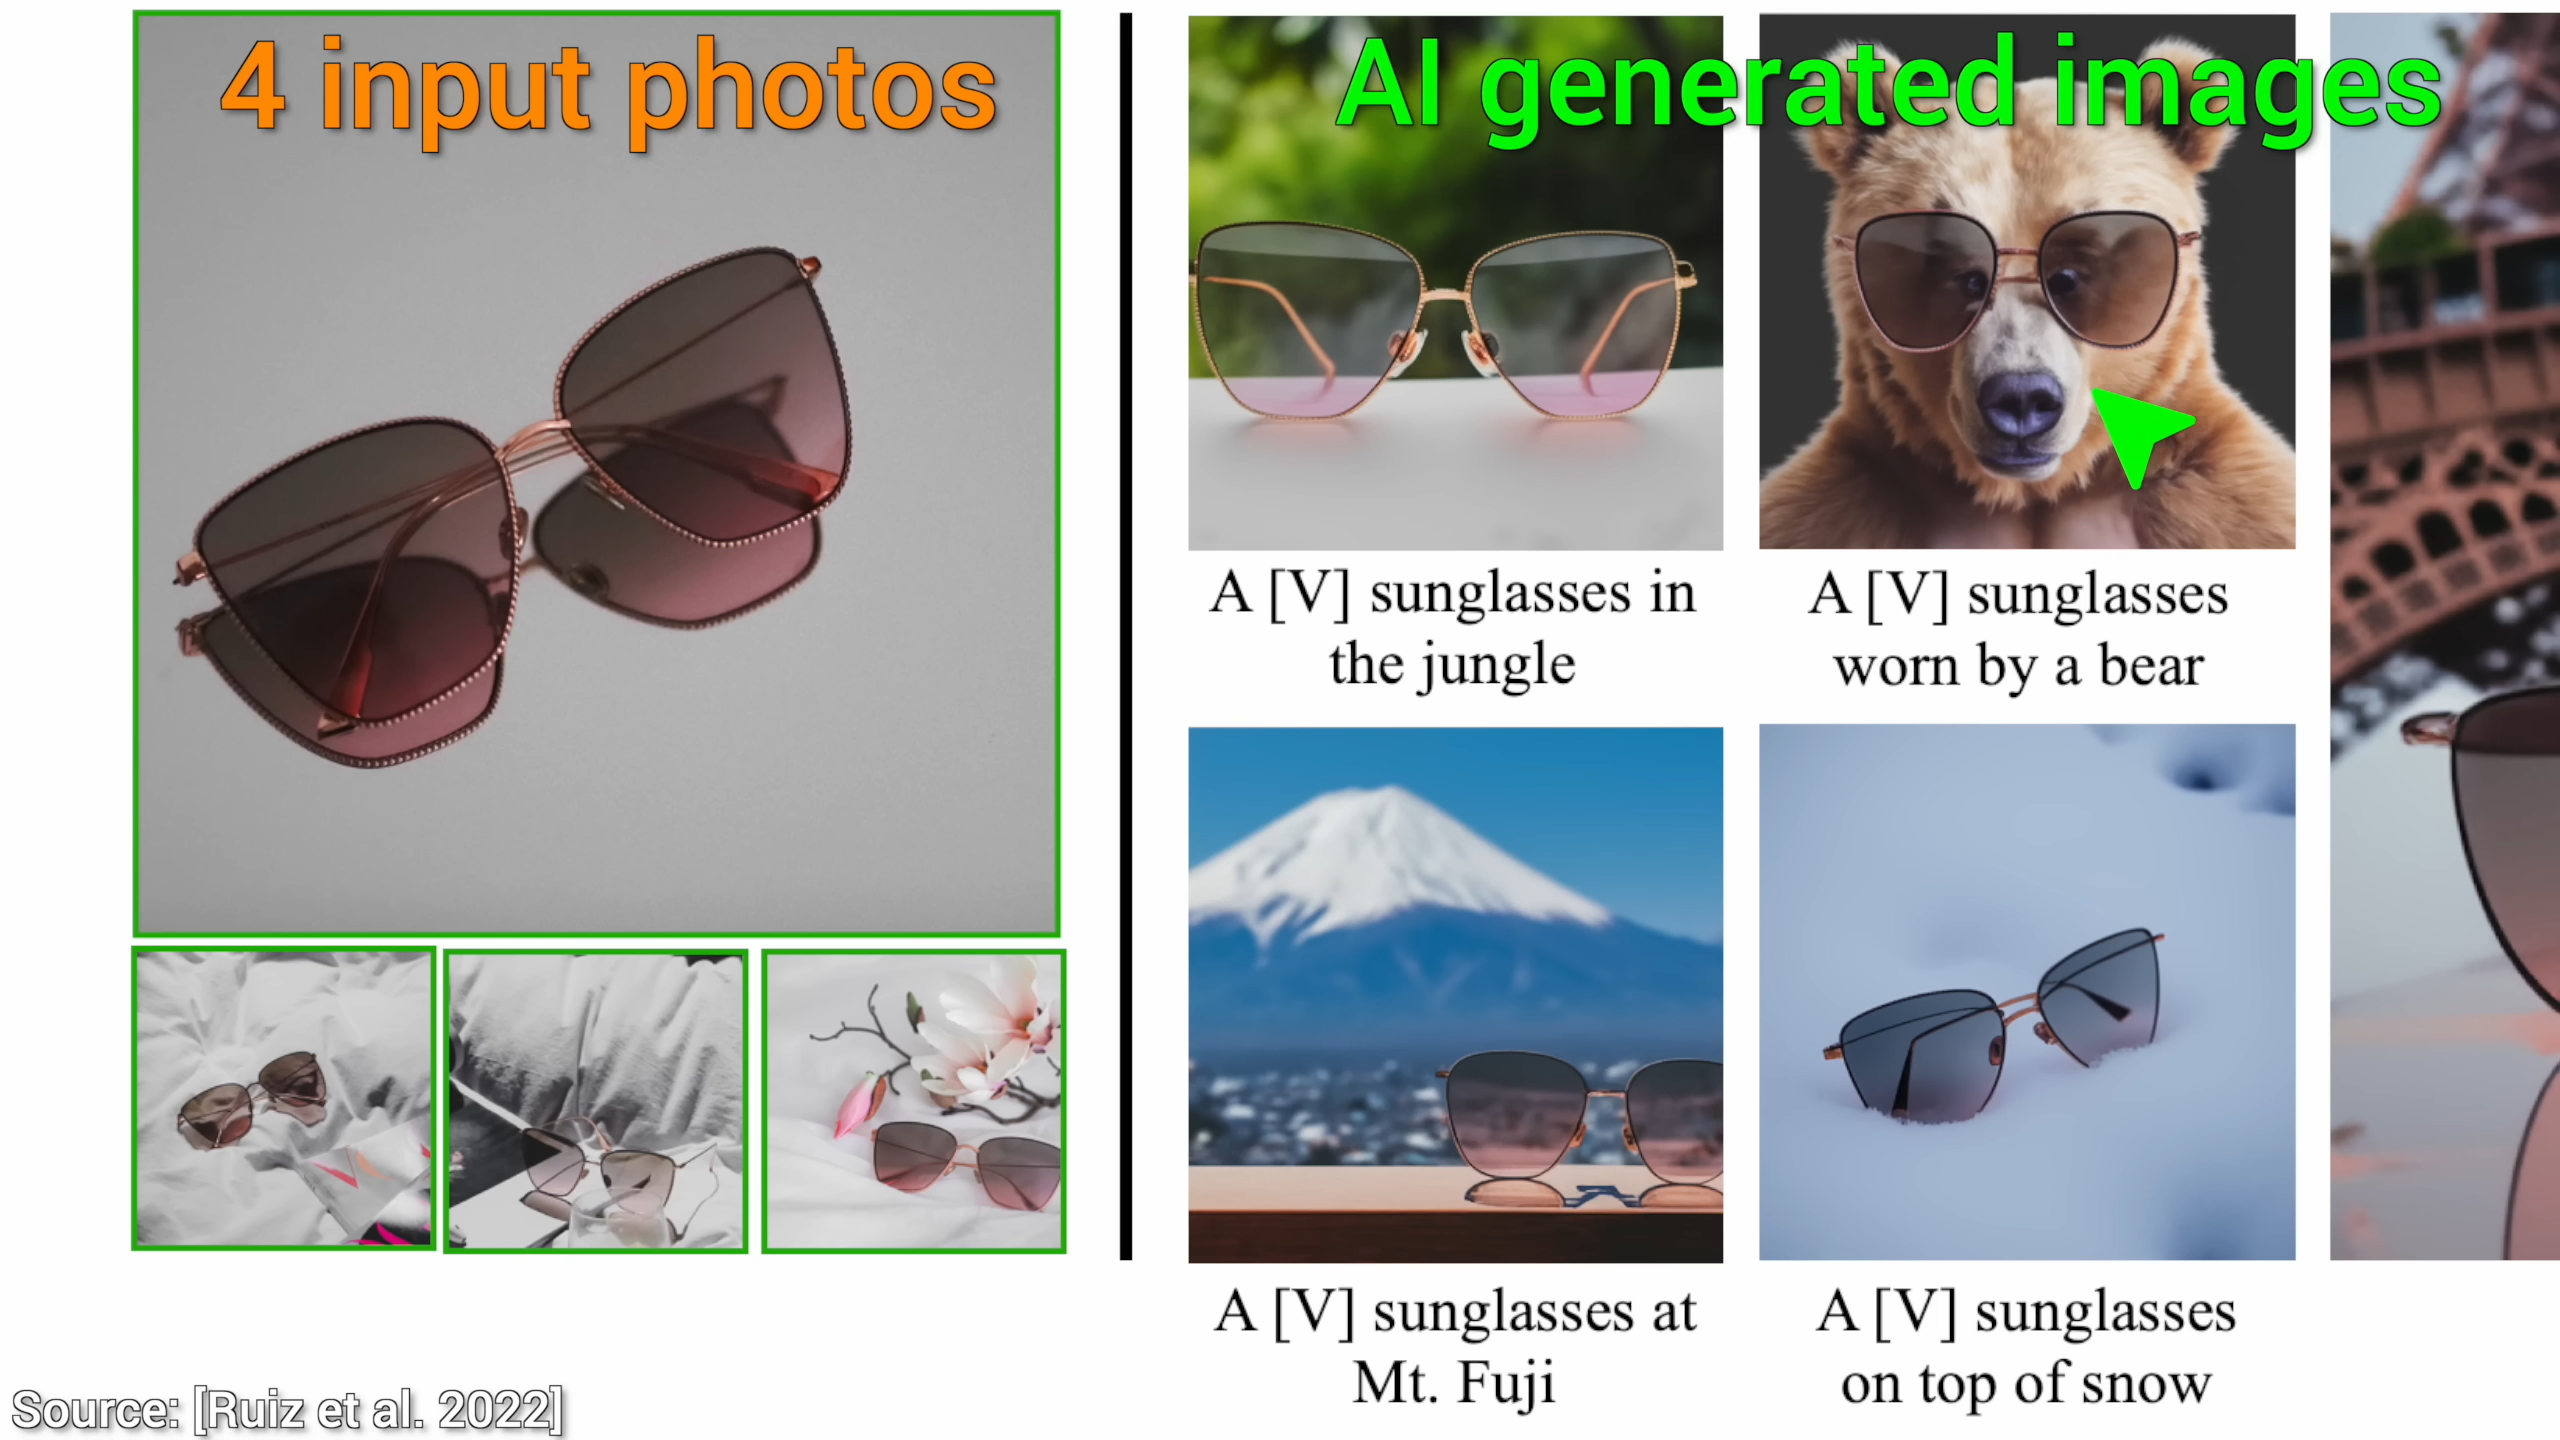 4 input photos
AI generated images
A [V] sunglasses in
the jungle
A [V] sunglasses
worn by a bear
A [V] sunglasses at
Mt. Fuji
A [V] sunglasses
on top of snow
Source: [Ruiz et al. 2022]